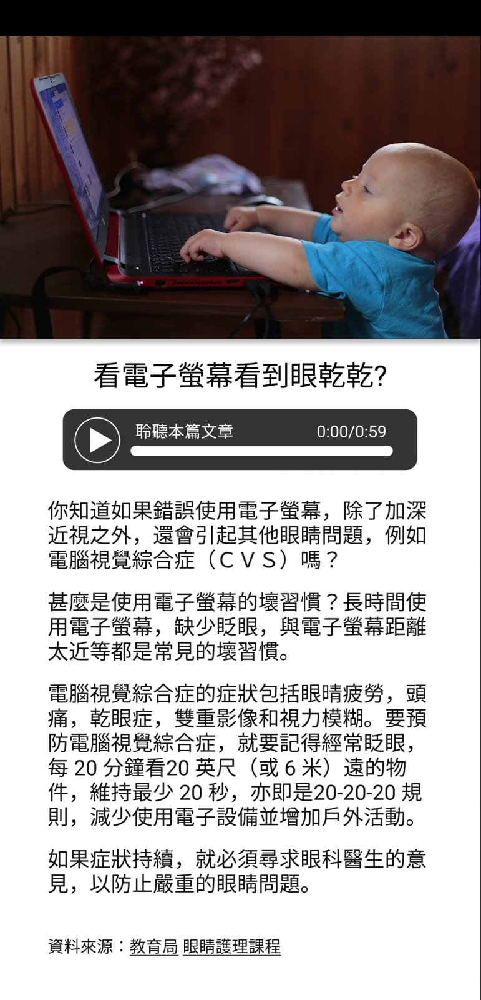 看電子螢幕看到眼乾乾?
聆聽本篇文章 0:00/0:59
你知道如果錯誤使用電子螢幕，除了加深
近視之外，還會引起其他眼睛問題，例如
電腦視覺綜合症（ＣＶＳ）嗎？
甚麼是使用電子螢幕的壞習慣？長時間使
用電子螢幕，缺少眨眼，與電子螢幕距離
太近等都是常見的壞習慣。
電腦視覺綜合症的症狀包括眼睛疲勞，頭
痛，乾眼症，雙重影像和視力模糊。要預
防電腦視覺綜合症，就要記得經常眨眼，
每 20 分鐘看20 英尺（或 6 米）遠的物
件，維持最少 20 秒，亦即是20-20-20 規
則，減少使用電子設備並增加戶外活動。
如果症狀持續，就必須尋求眼科醫生的意
見，以防止嚴重的眼睛問題。
資料來源：教育局 眼睛護理課程